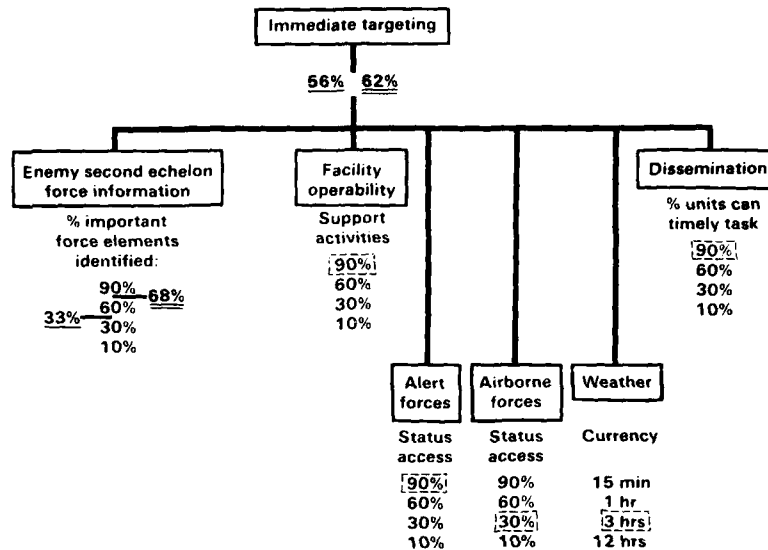 Immediate targeting
56% 62%
Enemy second echelon
force information
% important
force elements
identified:
90%
68%
60%
33%
30%
10%
Facility
operability
Support
activities
90%
60%
30%
10%
Dissemination
% units can
timely task
90%
60%
30%
10%
Alert
forces
Status
access
90%
60%
30%
10%
Airborne
forces
Status
access
90%
60%
30%
10%
Weather
Currency
15 min
1 hr
3 hrs
12 hrs